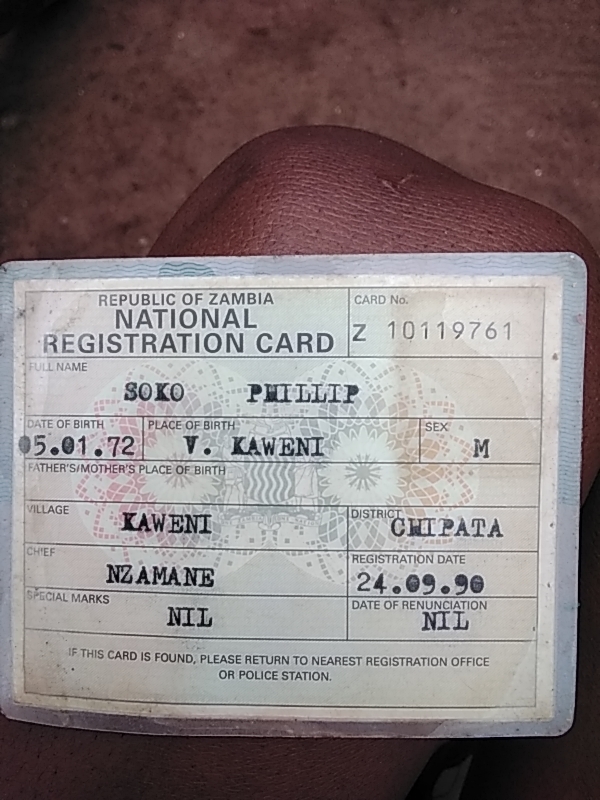 REPUBLIC OF ZAMBIA
NATIONAL
REGISTRATION CARD
CARD No.
Z 10119761
FULL NAME
SOKO PHILLIP
DATE OF BIRTH
05.01.72
PLACE OF BIRTH
V. KAWENI
SEX
M
FATHER'S/MOTHER'S PLACE OF BIRTH
VILLAGE
KAWENI
DISTRICT
CHIPATA
CHIEF
NZAMANE
REGISTRATION DATE
24.09.90
SPECIAL MARKS
NIL
DATE OF RENUNCIATION
NIL
IF THIS CARD IS FOUND, PLEASE RETURN TO NEAREST REGISTRATION OFFICE
OR POLICE STATION.